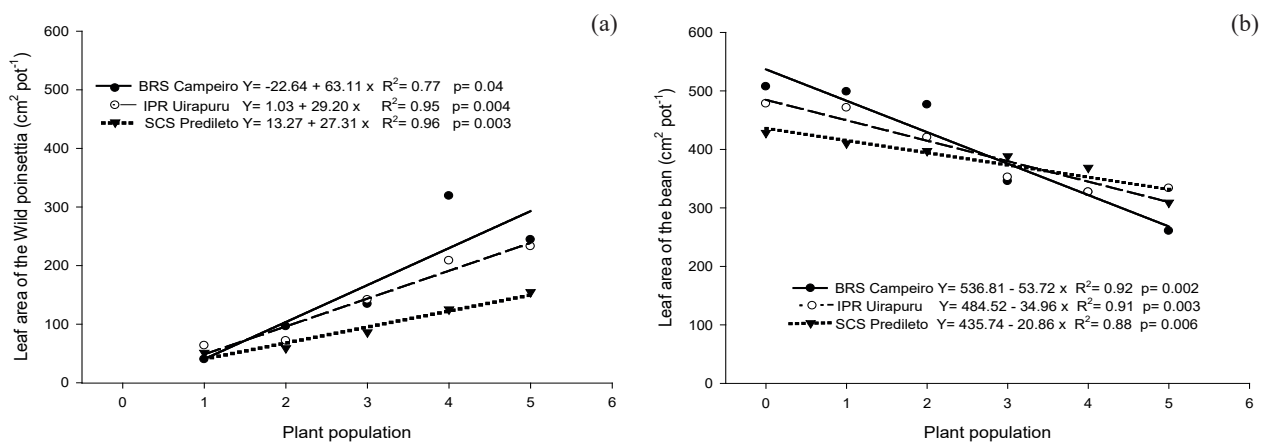 (a)
Leaf area of the Wild poinsettia (cm² pot⁻¹)
600
500
400
300
200
100
0
BRS Campeiro Y= -22.64 + 63.11 x R²= 0.77 p= 0.04
IPR Uirapuru Y= 1.03 + 29.20 x R²= 0.95 p= 0.004
SCS Predileto Y= 13.27 + 27.31 x R²= 0.96 p= 0.003
0 1 2 3 4 5 6
Plant population
(b)
Leaf area of the bean (cm² pot⁻¹)
600
500
400
300
200
100
0
BRS Campeiro Y= 536.81 - 53.72 x R²= 0.92 p= 0.002
IPR Uirapuru Y= 484.52 - 34.96 x R²= 0.91 p= 0.003
SCS Predileto Y= 435.74 - 20.86 x R²= 0.88 p= 0.006
0 1 2 3 4 5 6
Plant population